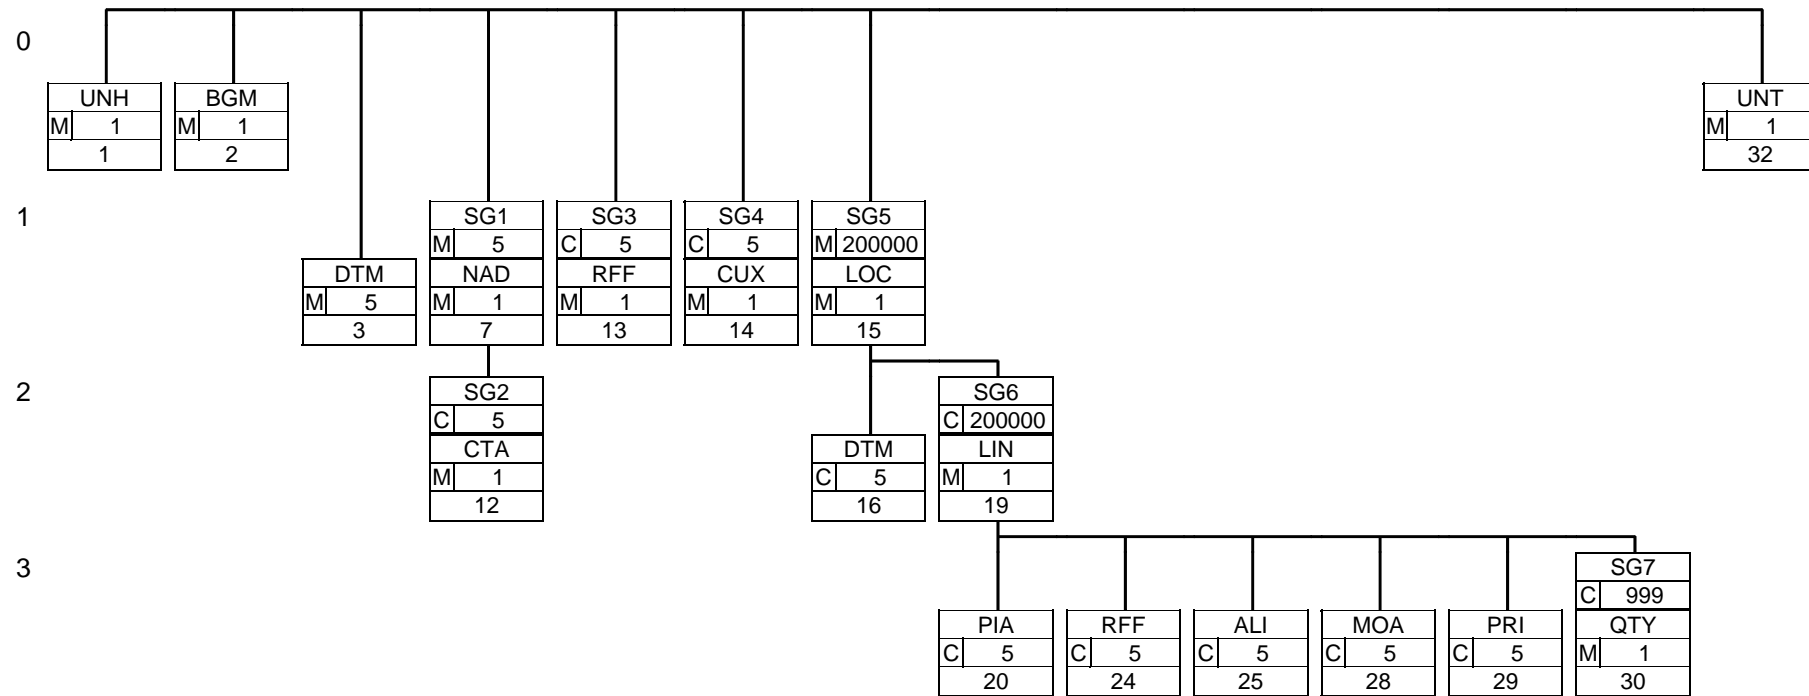 0
UNH BGM UNT
M 1 M 1 M 1
1 2 32
1
SG1 SG3 SG4 SG5
M 5 C 5 C 5 M 200000
DTM NAD RFF CUX LOC
M 5 M 1 M 1 M 1 M 1
3 7 13 14 15
2
SG2 SG6
C 5 C 200000
CTA DTM LIN
M 1 C 5 M 1
12 16 19
3
SG7
C 999
PIA RFF ALI MOA PRI QTY
C 5 C 5 C 5 C 5 C 5 M 1
20 24 25 28 29 30